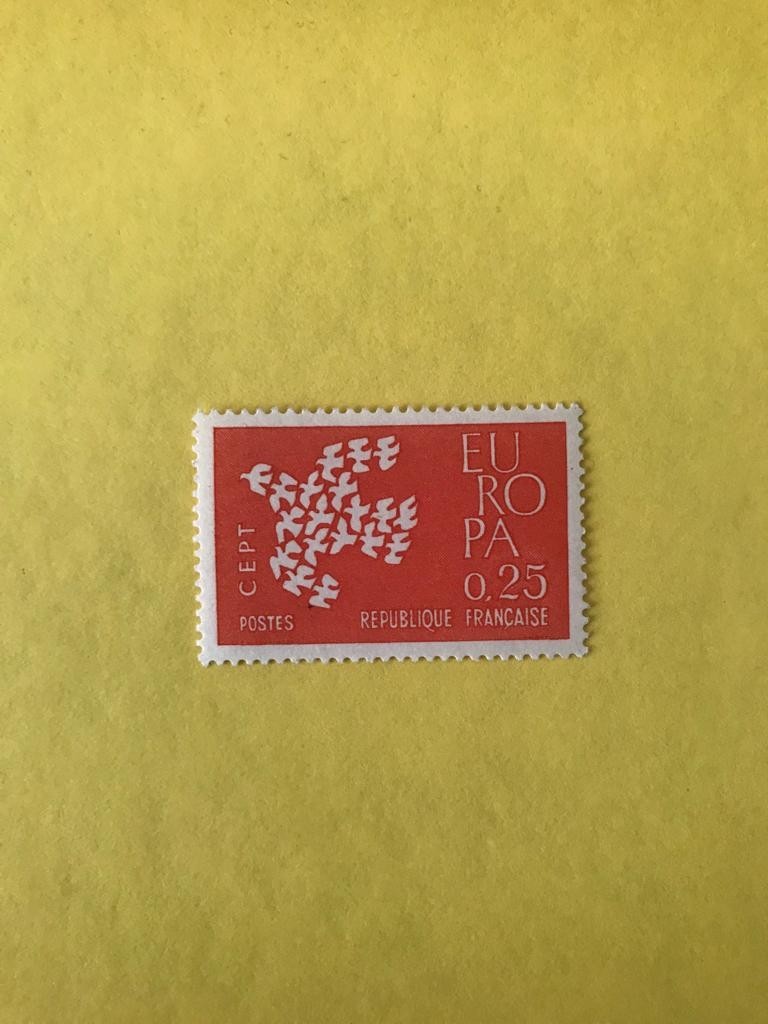 EU
RO
PA
0,25
CEPT
POSTES
REPUBLIQUE FRANÇAISE